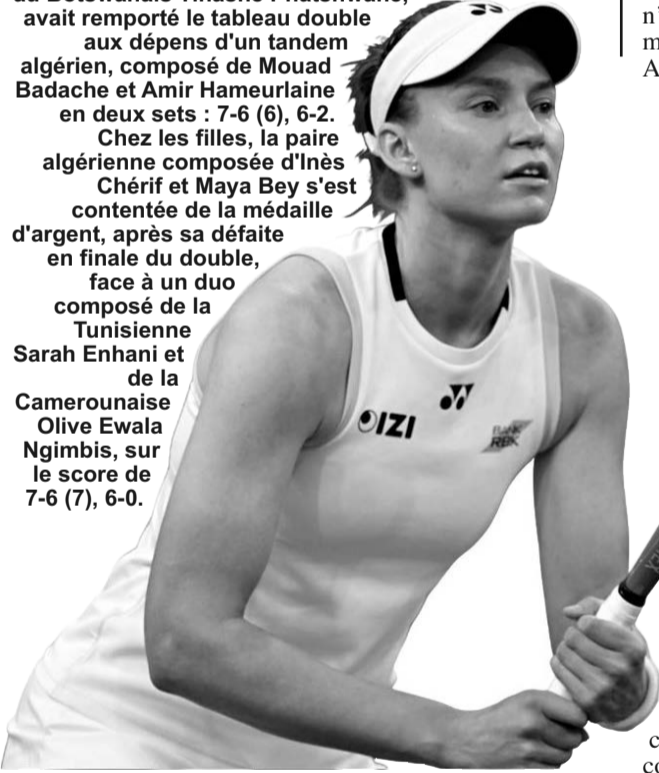 avait remporté le tableau double
aux dépens d'un tandem
algérien, composé de Mouad
Badache et Amir Hameurlaine
en deux sets : 7-6 (6), 6-2.
Chez les filles, la paire
algérienne composée d'Inès
Chérif et Maya Bey s'est
contentée de la médaille
d'argent, après sa défaite
en finale du double,
face à un duo
composé de la
Tunisienne
Sarah Enhani et
de la
Camerounaise
Olive Ewala
Ngimbis, sur
le score de
7-6 (7), 6-0.
IZI
BANK
RBK
n'
m
A
c
co